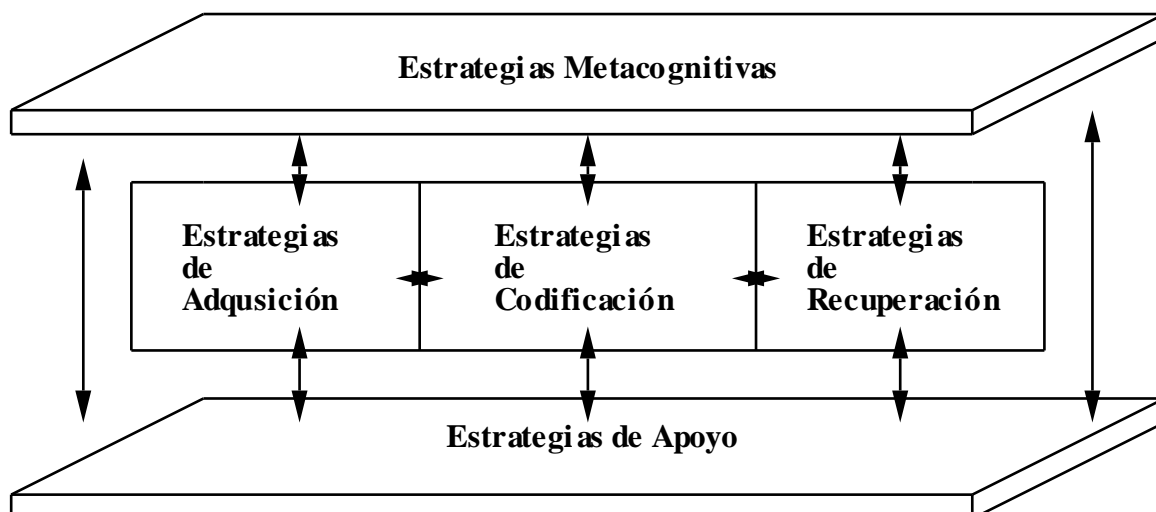 Estrategias Metacognitivas
Estrategias
de
Adqusición
Estrategias
de
Codificación
Estrategias
de
Recuperación
Estrategias de Apoyo